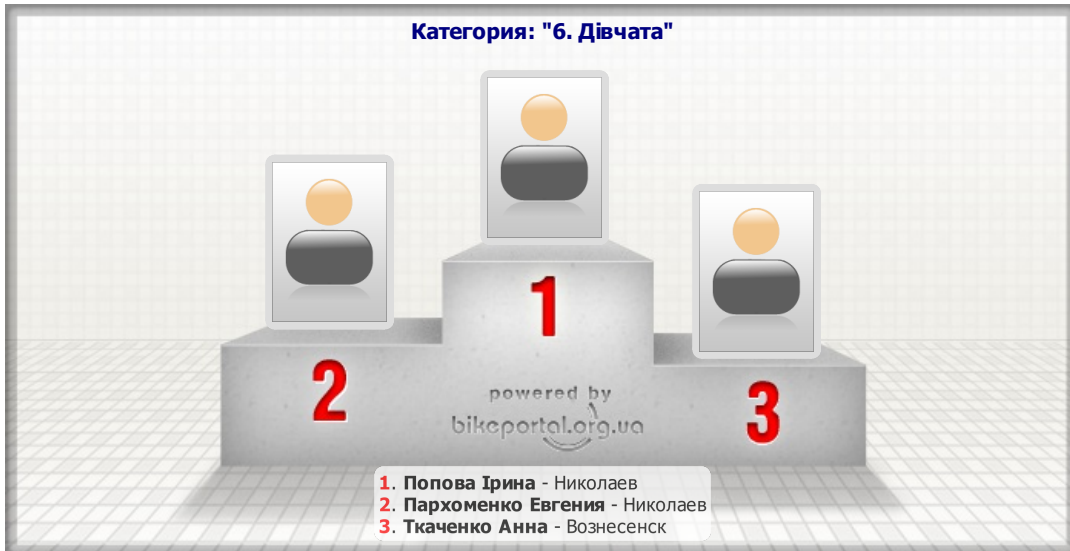 Категория: "6. Дівчата"
1
2
3
powered by
bikeportal.org.ua
1. Попова Ірина - Николаев
2. Пархоменко Евгения - Николаев
3. Ткаченко Анна - Вознесенск